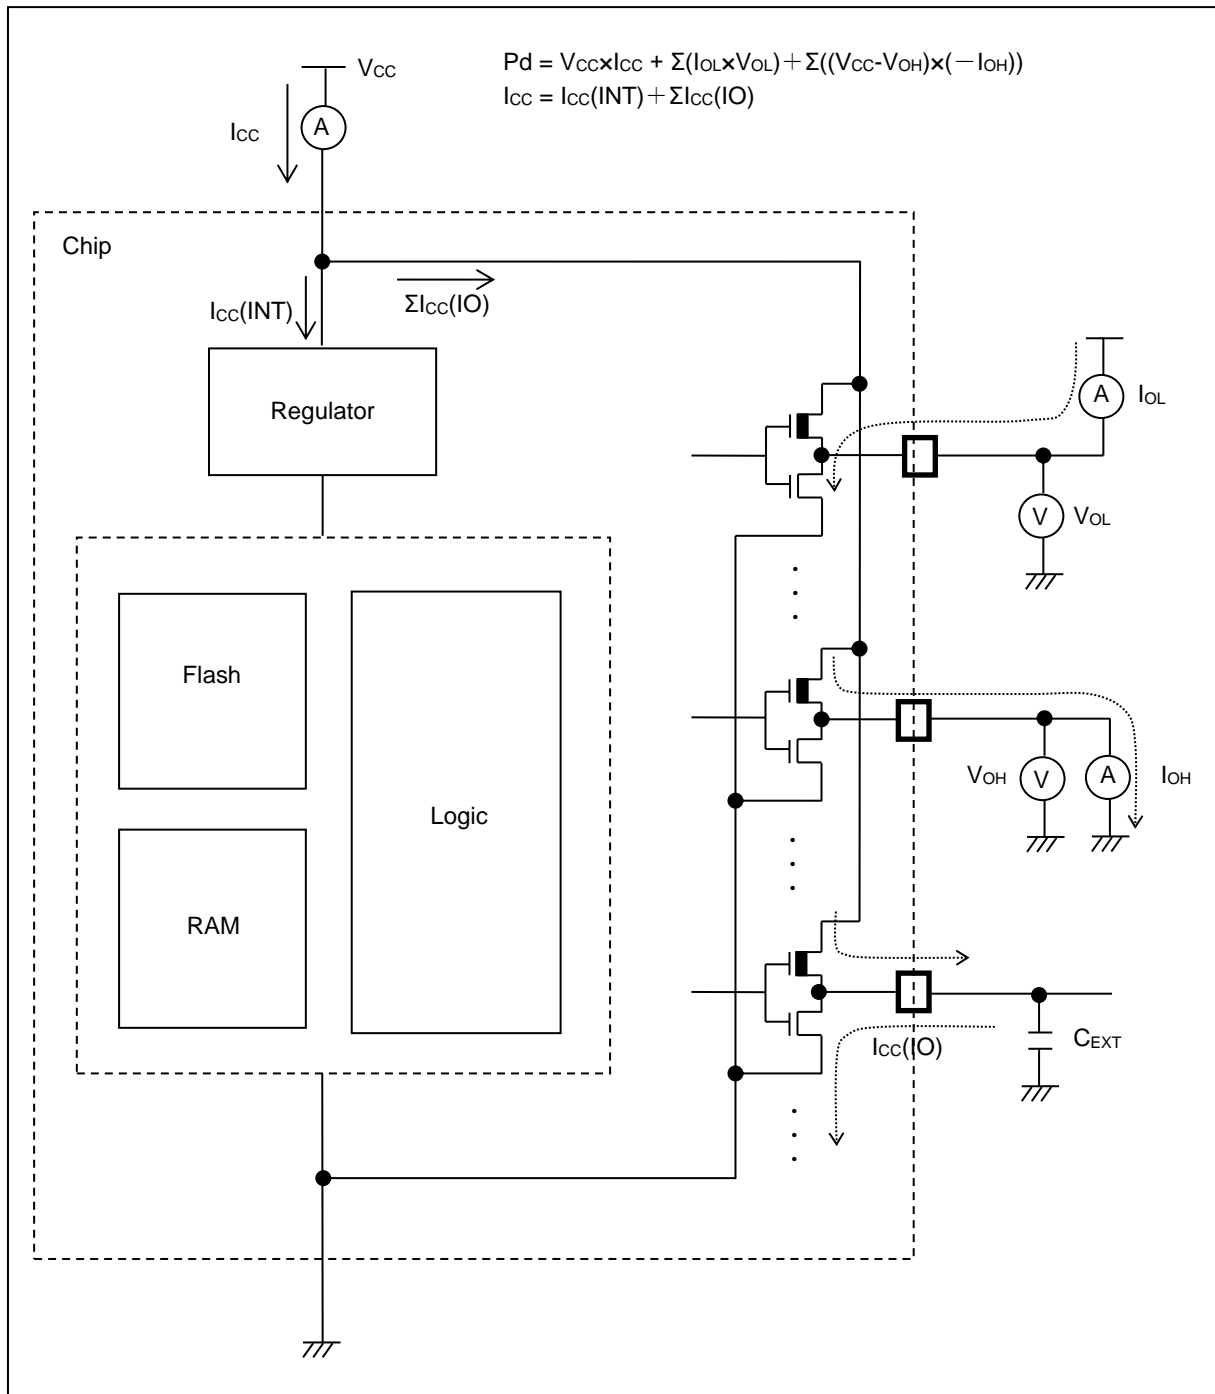 Pd = VCC×ICC + Σ(IOL×VOL)+Σ((VCC-VOH)×(−IOH))
ICC = ICC(INT)+ΣICC(IO)
VCC
ICC
A
Chip
ICC(INT)
ΣICC(IO)
Regulator
A
IOL
V
VOL
Flash
Logic
RAM
VOH
V
A
IOH
ICC(IO)
CEXT